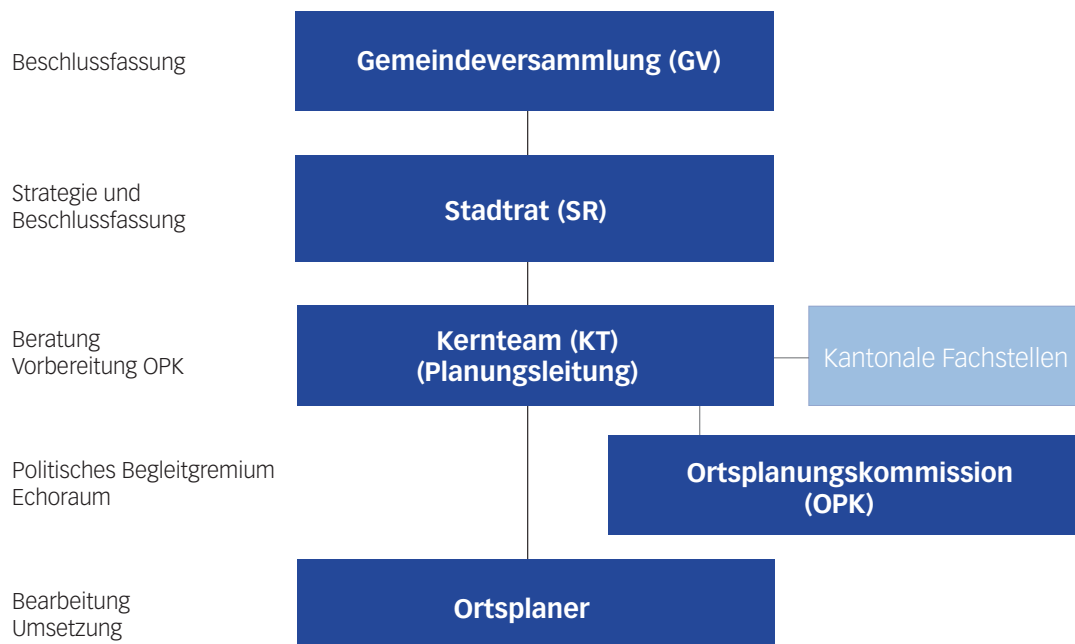 Beschlussfassung
Gemeindeversammlung (GV)
Strategie und
Beschlussfassung
Stadtrat (SR)
Beratung
Vorbereitung OPK
Kernteam (KT)
(Planungsleitung)
Kantonale Fachstellen
Politisches Begleitgremium
Echoraum
Ortsplanungskommission
(OPK)
Bearbeitung
Umsetzung
Ortsplaner